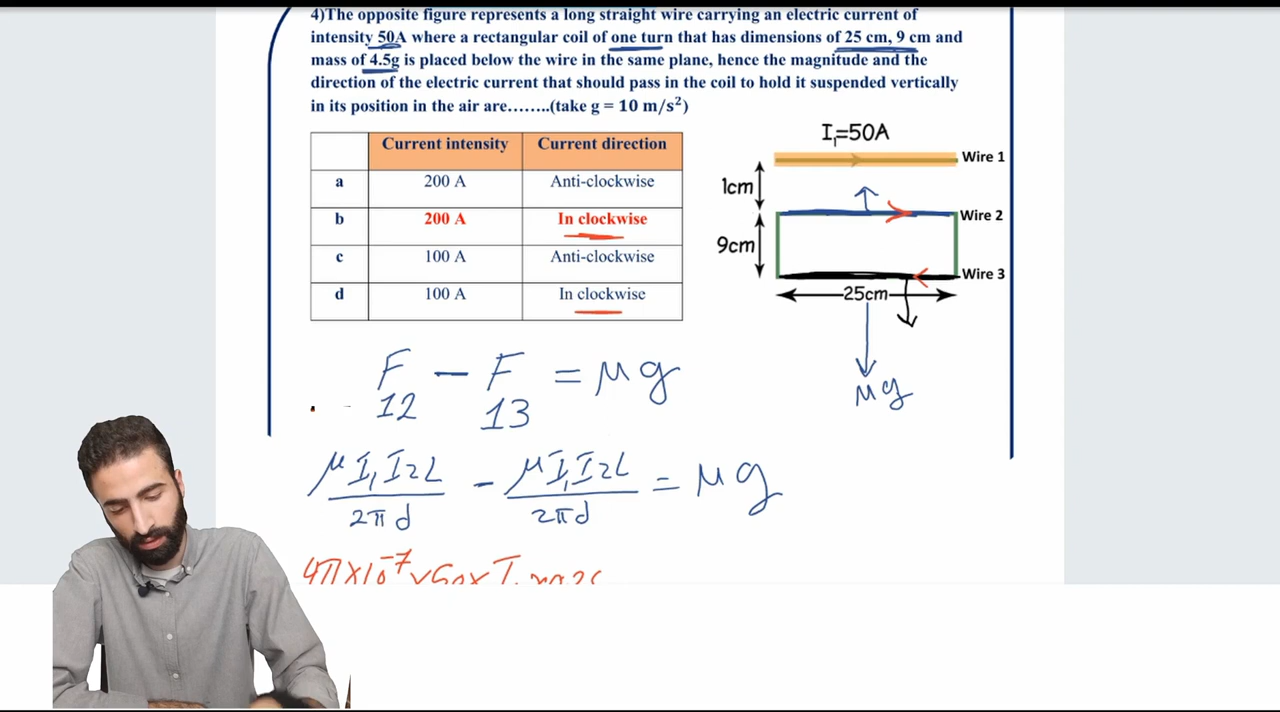 4)The opposite figure represents a long straight wire carrying an electric current of
intensity 50A where a rectangular coil of one turn that has dimensions of 25 cm, 9 cm and
mass of 4.5g is placed below the wire in the same plane, hence the magnitude and the
direction of the electric current that should pass in the coil to hold it suspended vertically
in its position in the air are……..(take g = 10 m/s²)
Current intensity Current direction
a 200 A Anti-clockwise
b 200 A In clockwise
c 100 A Anti-clockwise
d 100 A In clockwise
I₁=50A
Wire 1
1cm
Wire 2
9cm
Wire 3
25cm
Mg
F₁₂ − F₁₃ = Mg
μI₁I₂L/2πd − μI₁I₂L/2πd = Mg
4π×10⁻⁷×50×I